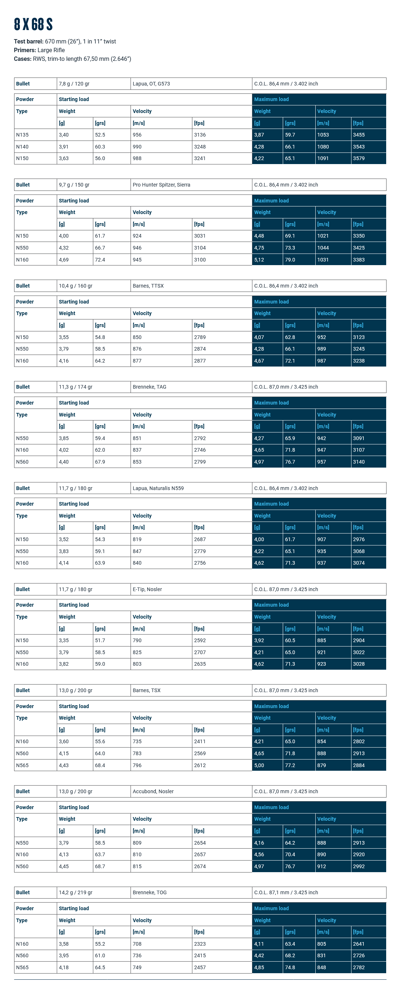 8 X 68 S
Test barrel: 670 mm (26”), 1 in 11” twist
Primers: Large Rifle
Cases: RWS, trim-to length 67,50 mm (2.646”)
Bullet 7,8 g / 120 gr Lapua, OT, G573 C.O.L. 86,4 mm / 3.402 inch
Powder Starting load Maximum load
Type Weight Velocity Weight Velocity
[g] [grs] [m/s] [fps] [g] [grs] [m/s] [fps]
N135 3,40 52.5 956 3136 3,87 59.7 1053 3455
N140 3,91 60.3 990 3248 4,28 66.1 1080 3543
N150 3,63 56.0 988 3241 4,22 65.1 1091 3579
Bullet 9,7 g / 150 gr Pro Hunter Spitzer, Sierra C.O.L. 86,4 mm / 3.402 inch
Powder Starting load Maximum load
Type Weight Velocity Weight Velocity
[g] [grs] [m/s] [fps] [g] [grs] [m/s] [fps]
N150 4,00 61.7 924 3031 4,48 69.1 1021 3350
N550 4,32 66.7 946 3104 4,75 73.3 1044 3425
N160 4,69 72.4 945 3100 5,12 79.0 1031 3383
Bullet 10,4 g / 160 gr Barnes, TTSX C.O.L. 86,4 mm / 3.402 inch
Powder Starting load Maximum load
Type Weight Velocity Weight Velocity
[g] [grs] [m/s] [fps] [g] [grs] [m/s] [fps]
N150 3,55 54.8 850 2789 4,07 62.8 952 3123
N550 3,79 58.5 876 2874 4,28 66.1 989 3245
N160 4,16 64.2 877 2877 4,67 72.1 987 3238
Bullet 11,3 g / 174 gr Brenneke, TAG C.O.L. 87,0 mm / 3.425 inch
Powder Starting load Maximum load
Type Weight Velocity Weight Velocity
[g] [grs] [m/s] [fps] [g] [grs] [m/s] [fps]
N550 3,85 59.4 851 2792 4,27 65.9 942 3091
N160 4,02 62.0 837 2746 4,65 71.8 947 3107
N560 4,40 67.9 853 2799 4,97 76.7 957 3140
Bullet 11,7 g / 180 gr Lapua, Naturalis N559 C.O.L. 86,4 mm / 3.402 inch
Powder Starting load Maximum load
Type Weight Velocity Weight Velocity
[g] [grs] [m/s] [fps] [g] [grs] [m/s] [fps]
N150 3,52 54.3 819 2687 4,00 61.7 907 2976
N550 3,83 59.1 847 2779 4,22 65.1 935 3068
N160 4,14 63.9 840 2756 4,62 71.3 937 3074
Bullet 11,7 g / 180 gr E-Tip, Nosler C.O.L. 87,0 mm / 3.425 inch
Powder Starting load Maximum load
Type Weight Velocity Weight Velocity
[g] [grs] [m/s] [fps] [g] [grs] [m/s] [fps]
N150 3,35 51.7 790 2592 3,92 60.5 885 2904
N550 3,79 58.5 825 2707 4,21 65.0 921 3022
N160 3,82 59.0 803 2635 4,62 71.3 923 3028
Bullet 13,0 g / 200 gr Barnes, TSX C.O.L. 87,0 mm / 3.425 inch
Powder Starting load Maximum load
Type Weight Velocity Weight Velocity
[g] [grs] [m/s] [fps] [g] [grs] [m/s] [fps]
N160 3,60 55.6 735 2411 4,21 65.0 854 2802
N560 4,15 64.0 783 2569 4,65 71.8 888 2913
N565 4,43 68.4 796 2612 5,00 77.2 879 2884
Bullet 13,0 g / 200 gr Accubond, Nosler C.O.L. 87,0 mm / 3.425 inch
Powder Starting load Maximum load
Type Weight Velocity Weight Velocity
[g] [grs] [m/s] [fps] [g] [grs] [m/s] [fps]
N550 3,79 58.5 809 2654 4,16 64.2 888 2913
N160 4,13 63.7 810 2657 4,56 70.4 890 2920
N560 4,45 68.7 815 2674 4,97 76.7 912 2992
Bullet 14,2 g / 219 gr Brenneke, TOG C.O.L. 87,1 mm / 3.425 inch
Powder Starting load Maximum load
Type Weight Velocity Weight Velocity
[g] [grs] [m/s] [fps] [g] [grs] [m/s] [fps]
N160 3,58 55.2 708 2323 4,11 63.4 805 2641
N560 3,95 61.0 736 2415 4,42 68.2 831 2726
N565 4,18 64.5 749 2457 4,85 74.8 848 2782